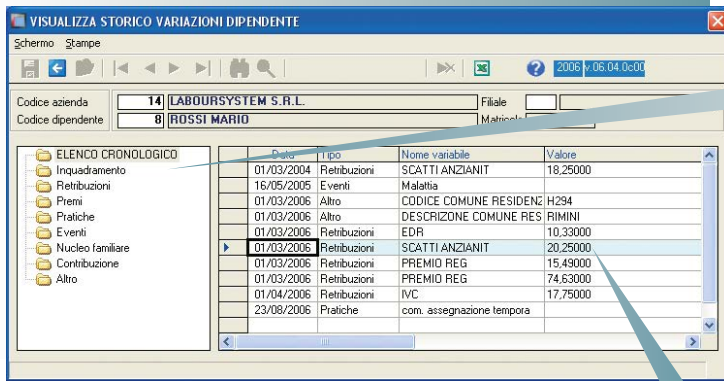 VISUALIZZA STORICO VARIAZIONI DIPENDENTE
Schermo Stampe
2006 v.06.04.0c00
Codice azienda 14 LABOURSYSTEM S.R.L. Filiale
Codice dipendente 8 ROSSI MARIO
ELENCO CRONOLOGICO
Inquadramento
Retribuzioni
Premi
Pratiche
Eventi
Nucleo familiare
Contribuzione
Altro
Data Tipo Nome variabile Valore
01/03/2004 Retribuzioni SCATTI ANZIANIT 18,25000
16/05/2005 Eventi Malattia
01/03/2006 Altro CODICE COMUNE RESIDENZ H294
01/03/2006 Altro DESCRIZONE COMUNE RES RIMINI
01/03/2006 Retribuzioni EDR 10,33000
01/03/2006 Retribuzioni SCATTI ANZIANIT 20,25000
01/03/2006 Retribuzioni PREMIO REG 15,49000
01/03/2006 Retribuzioni PREMIO REG 74,63000
01/04/2006 Retribuzioni IVC 17,75000
23/08/2006 Pratiche com. assegnazione tempora